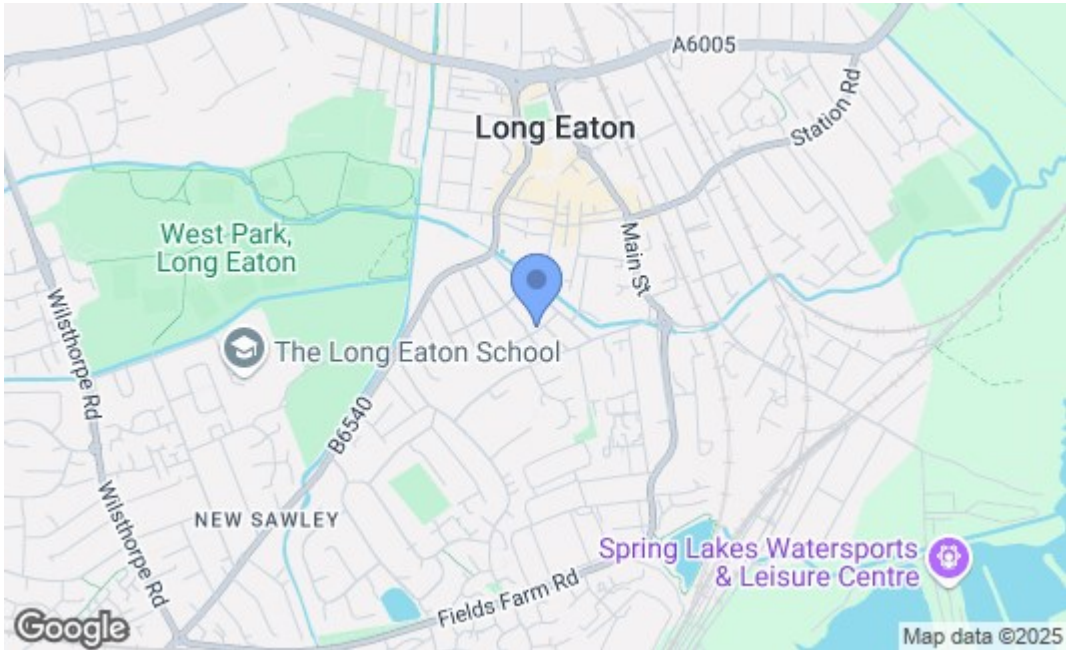 A6005
Station Rd
Long Eaton
West Park,
Long Eaton
Main St
Wilsthorpe Rd
The Long Eaton School
B6540
Wilsthorpe Rd
NEW SAWLEY
Spring Lakes Watersports
& Leisure Centre
Fields Farm Rd
Google
Map data ©2025